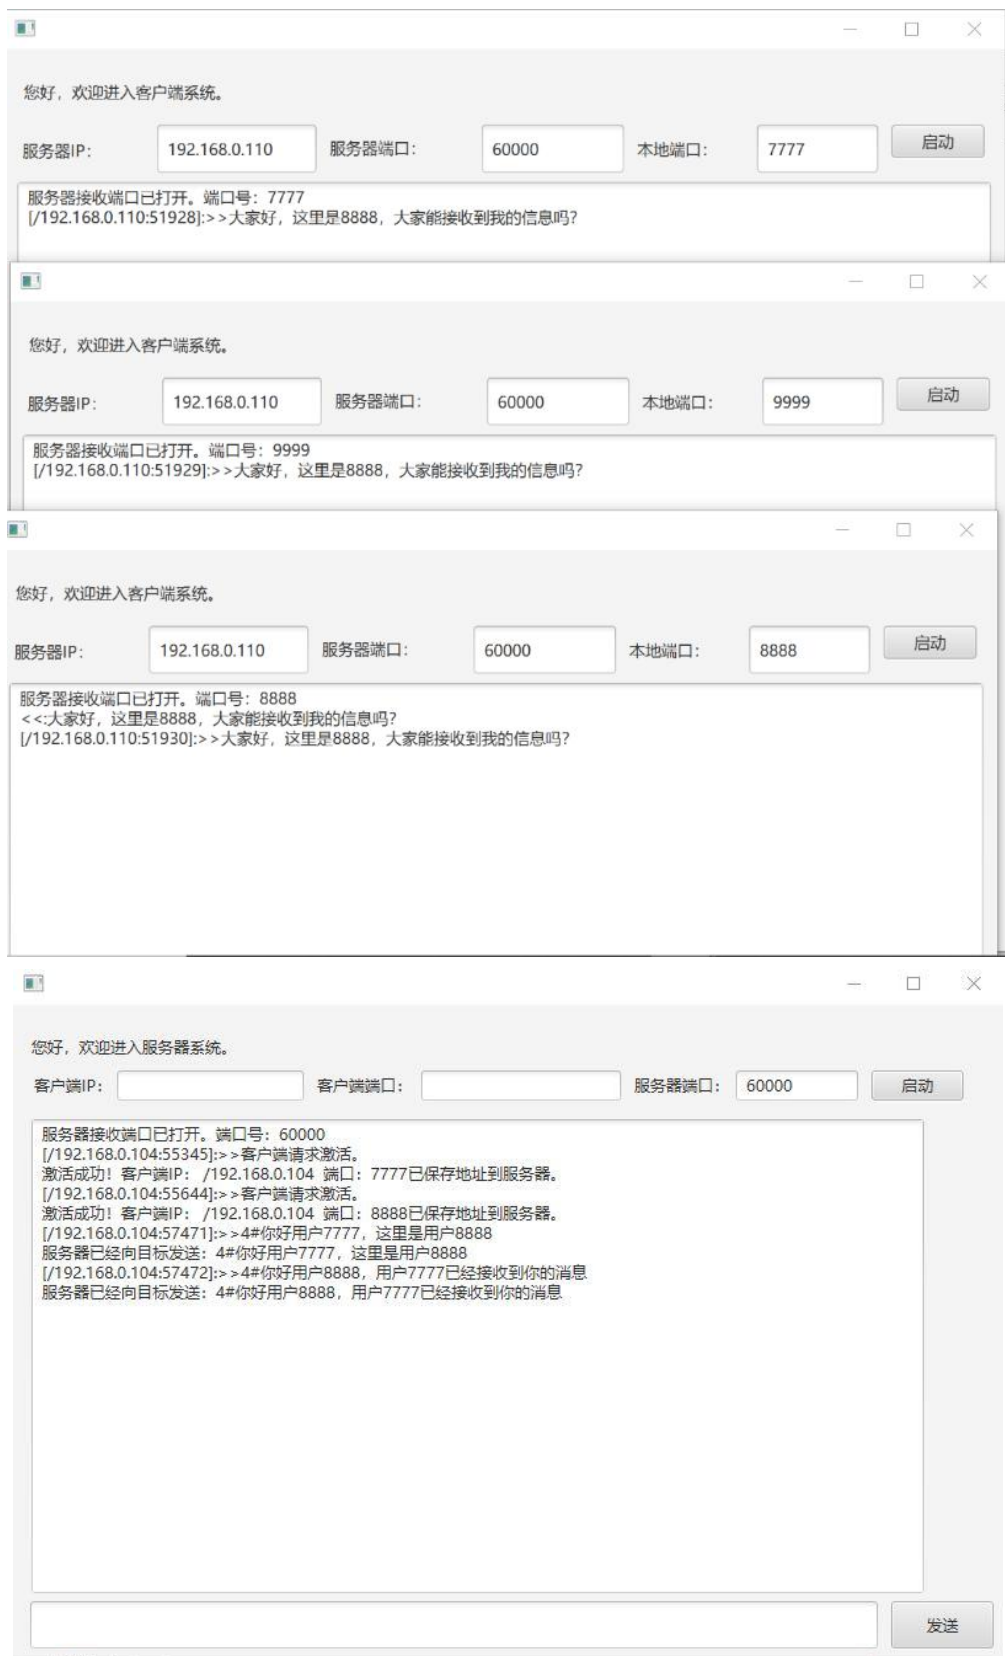 您好，欢迎进入客户端系统。
服务器IP： 192.168.0.110 服务器端口： 60000 本地端口： 7777 启动
服务器接收端口已打开。端口号：7777
[/192.168.0.110:51928]:>>大家好，这里是8888，大家能接收到我的信息吗?
您好，欢迎进入客户端系统。
服务器IP： 192.168.0.110 服务器端口： 60000 本地端口： 9999 启动
服务器接收端口已打开。端口号：9999
[/192.168.0.110:51929]:>>大家好，这里是8888，大家能接收到我的信息吗?
您好，欢迎进入客户端系统。
服务器IP： 192.168.0.110 服务器端口： 60000 本地端口： 8888 启动
服务器接收端口已打开。端口号：8888
<<:大家好，这里是8888，大家能接收到我的信息吗?
[/192.168.0.110:51930]:>>大家好，这里是8888，大家能接收到我的信息吗?
您好，欢迎进入服务器系统。
客户端IP： 客户端端口： 服务器端口： 60000 启动
服务器接收端口已打开。端口号：60000
[/192.168.0.104:55345]:>>客户端请求激活。
激活成功！客户端IP： /192.168.0.104 端口：7777已保存地址到服务器。
[/192.168.0.104:55644]:>>客户端请求激活。
激活成功！客户端IP： /192.168.0.104 端口：8888已保存地址到服务器。
[/192.168.0.104:57471]:>>4#你好用户7777，这里是用户8888
服务器已经向目标发送：4#你好用户7777，这里是用户8888
[/192.168.0.104:57472]:>>4#你好用户8888，用户7777已经接收到你的消息
服务器已经向目标发送：4#你好用户8888，用户7777已经接收到你的消息
发送